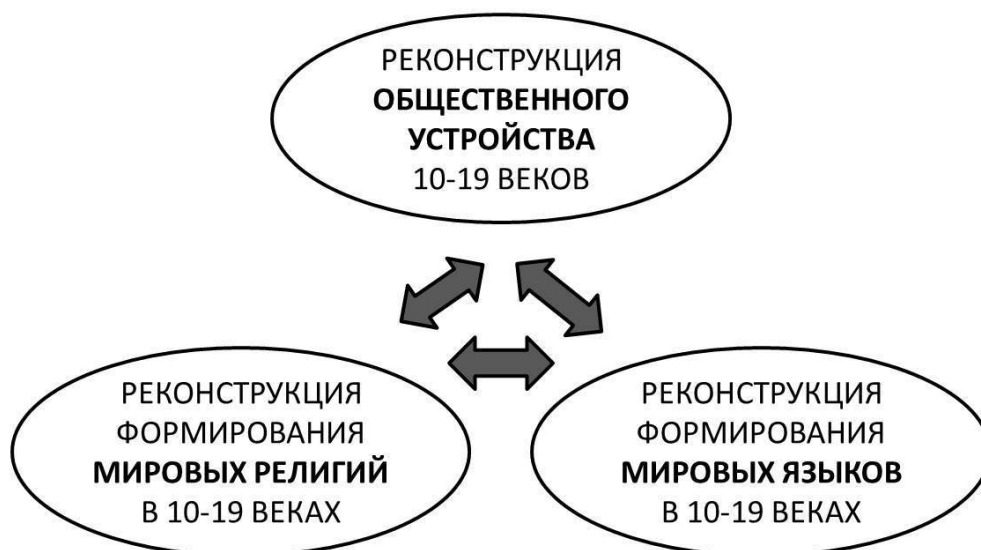 РЕКОНСТРУКЦИЯ
ОБЩЕСТВЕННОГО
УСТРОЙСТВА
10-19 ВЕКОВ
РЕКОНСТРУКЦИЯ
ФОРМИРОВАНИЯ
МИРОВЫХ РЕЛИГИЙ
В 10-19 ВЕКАХ
РЕКОНСТРУКЦИЯ
ФОРМИРОВАНИЯ
МИРОВЫХ ЯЗЫКОВ
В 10-19 ВЕКАХ